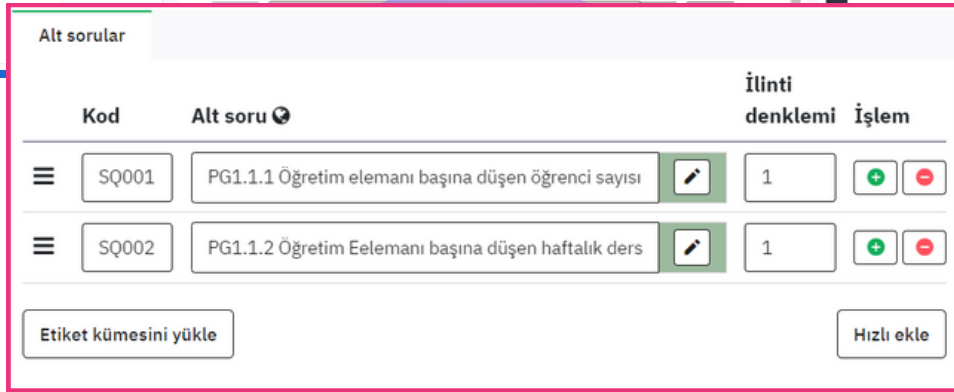 Alt sorular
Kod Alt soru İlinti denklemi İşlem
SQ001 PG1.1.1 Öğretim elemanı başına düşen öğrenci sayısı 1
SQ002 PG1.1.2 Öğretim Eelemanı başına düşen haftalık ders 1
Etiket kümesini yükle Hızlı ekle